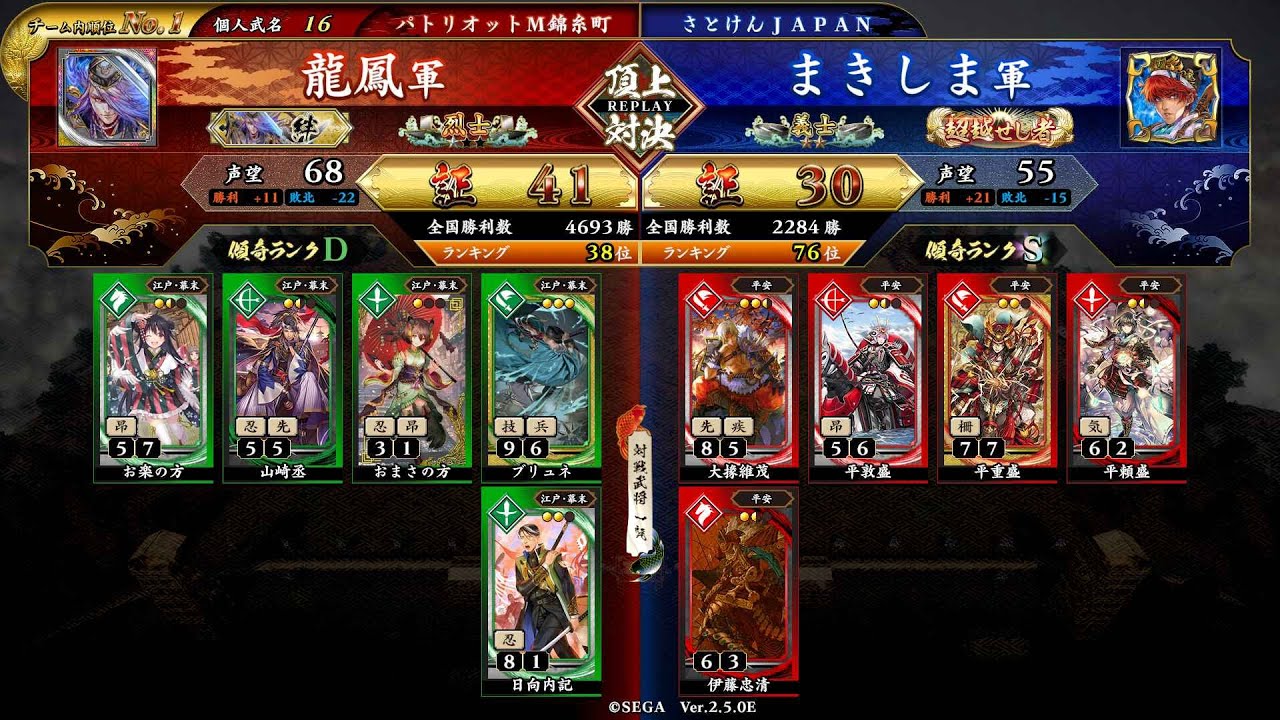 チーム内順位 No.1
個人武名 16
パトリオットM錦糸町
さとけんJAPAN
龍鳳軍
頂上
REPLAY
対決
まきしま軍
絆
烈士
義士
超越せし者
声望 68
勝利 +11 敗北 -22
証 41
証 30
声望 55
勝利 +21 敗北 -15
全国勝利数 4693勝
全国勝利数 2284勝
ランキング 38位
ランキング 76位
傾奇ランクD
傾奇ランクS
江戸・幕末
昂
5 7
お楽の方
江戸・幕末
忍 先
5 5
山崎丞
江戸・幕末
忍 昂
3 1
おまさの方
江戸・幕末
技 兵
9 6
ブリュネ
平安
先 疾
8 5
大掾維茂
平安
昂
5 6
平敦盛
平安
柵
7 7
平重盛
平安
気
6 2
平頼盛
対戦武将一覧
江戸・幕末
忍
8 1
日向内記
平安
6 3
伊藤忠清
©SEGA Ver.2.5.0E